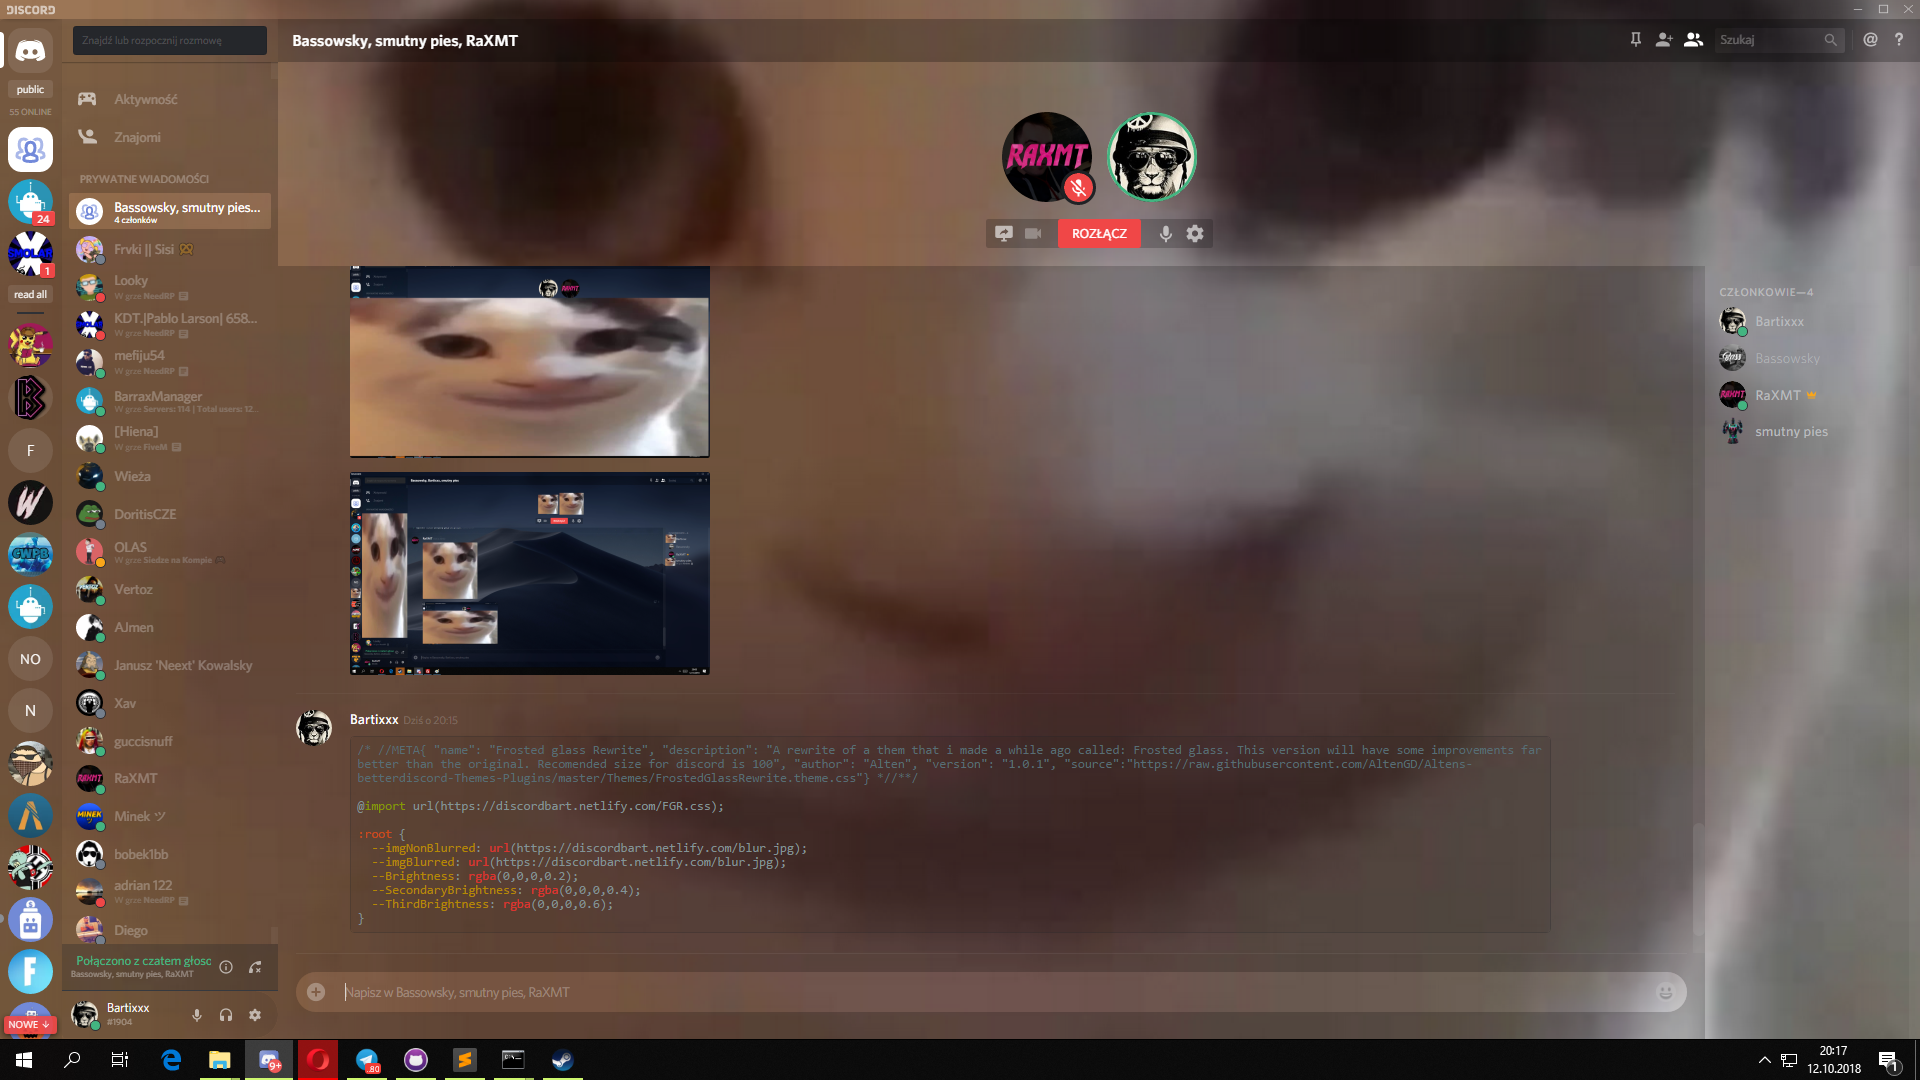 DISCORD
Znajdź lub rozpocznij rozmowę
Bassowsky, smutny pies, RaXMT
Szukaj
public
55 ONLINE
24
1
read all
F
NO
N
NOWE ↓
Aktywność
Znajomi
PRYWATNE WIADOMOŚCI
Bassowsky, smutny pies...
4 członków
Frvki || Sisi
Looky
W grze NeedRP
KDT.|Pablo Larson| 658...
W grze NeedRP
mefiju54
W grze NeedRP
BarraxManager
W grze Servers: 114 | Total users: 12...
[Hiena]
W grze FiveM
Wieża
DoritisCZE
OLAS
W grze Siedze na Kompie
Vertoz
AJmen
Janusz 'Neext' Kowalsky
Xav
guccisnuff
RaXMT
Minek ツ
bobek1bb
adrian 122
W grze NeedRP
Diego
Połączono z czatem głoso
Bassowsky, smutny pies, RaXMT
Bartixxx
#1904
RAXMT
ROZŁĄCZ
Bartixxx Dziś o 20:15
/* //META{ "name": "Frosted glass Rewrite", "description": "A rewrite of a them that i made a while ago called: Frosted glass. This version will have some improvements far
better than the original. Recomended size for discord is 100", "author": "Alten", "version": "1.0.1", "source":"https://raw.githubusercontent.com/AltenGD/Altens-
betterdiscord-Themes-Plugins/master/Themes/FrostedGlassRewrite.theme.css"} *//**/
@import url(https://discordbart.netlify.com/FGR.css);
:root {
--imgNonBlurred: url(https://discordbart.netlify.com/blur.jpg);
--imgBlurred: url(https://discordbart.netlify.com/blur.jpg);
--Brightness: rgba(0,0,0,0.2);
--SecondaryBrightness: rgba(0,0,0,0.4);
--ThirdBrightness: rgba(0,0,0,0.6);
}
Napisz w Bassowsky, smutny pies, RaXMT
CZŁONKOWIE—4
Bartixxx
Bassowsky
RaXMT
smutny pies
9+
80
20:17
12.10.2018
1